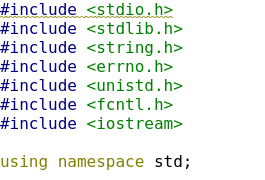 #include <stdio.h>
#include <stdlib.h>
#include <string.h>
#include <errno.h>
#include <unistd.h>
#include <fcntl.h>
#include <iostream>

using namespace std;